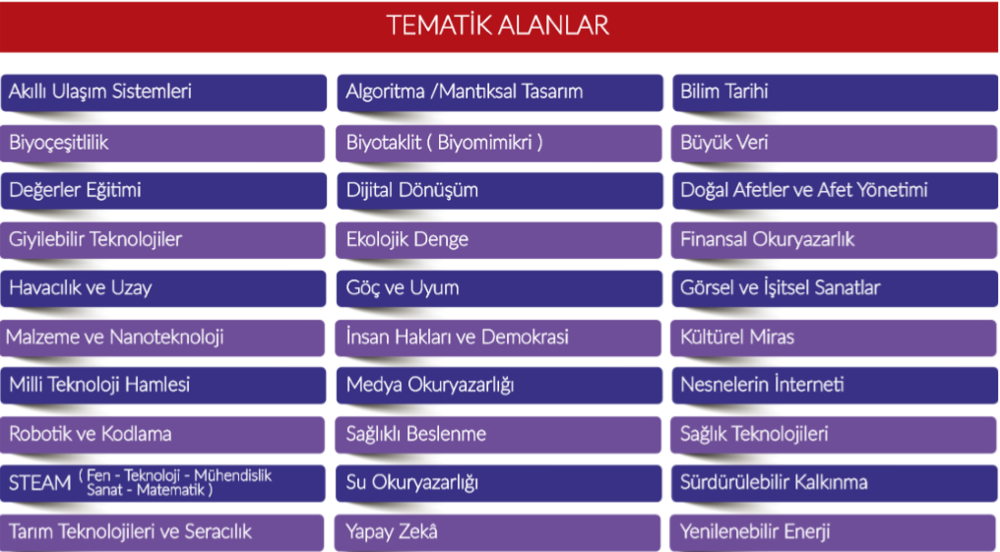 TEMATİK ALANLAR
Akıllı Ulaşım Sistemleri
Algoritma /Mantıksal Tasarım
Bilim Tarihi
Biyoçeşitlilik
Biyotaklit ( Biyomimikri )
Büyük Veri
Değerler Eğitimi
Dijital Dönüşüm
Doğal Afetler ve Afet Yönetimi
Giyilebilir Teknolojiler
Ekolojik Denge
Finansal Okuryazarlık
Havacılık ve Uzay
Göç ve Uyum
Görsel ve İşitsel Sanatlar
Malzeme ve Nanoteknoloji
İnsan Hakları ve Demokrasi
Kültürel Miras
Milli Teknoloji Hamlesi
Medya Okuryazarlığı
Nesnelerin İnterneti
Robotik ve Kodlama
Sağlıklı Beslenme
Sağlık Teknolojileri
STEAM ( Fen - Teknoloji - Mühendislik
Sanat - Matematik )
Su Okuryazarlığı
Sürdürülebilir Kalkınma
Tarım Teknolojileri ve Seracılık
Yapay Zekâ
Yenilenebilir Enerji